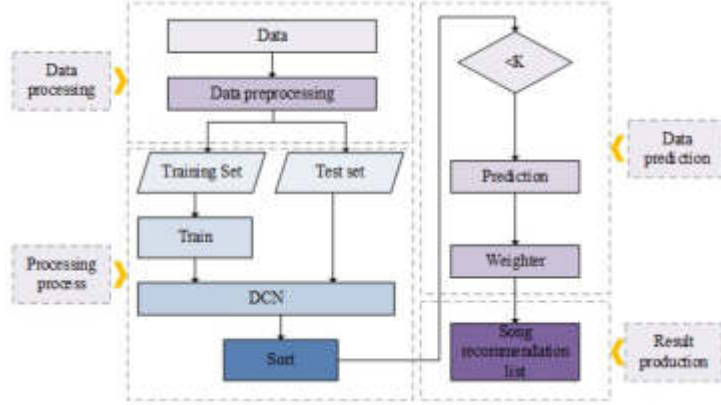 Data
processing
Data
Data preprocessing
Training Set
Test set
Train
Processing
process
DCN
Sort
<K
Data
prediction
Prediction
Weighter
Song
recommendation
list
Result
production